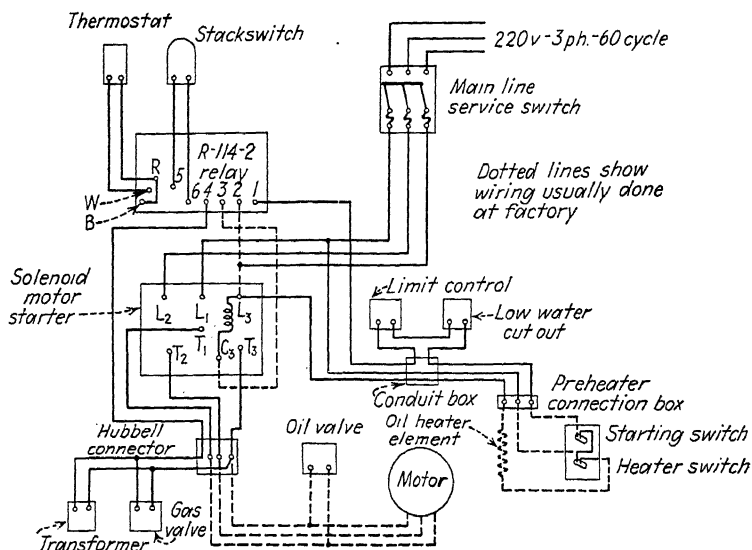 Thermostat
Stackswitch
220v-3ph.-60 cycle
Main line
service switch
R-114-2
relay
R
5
W
B
6 4 3 2 1
Dotted lines show
wiring usually done
at factory
Solenoid
motor
starter
L2 L1 L3
T1
T2 C3 T3
Limit control
Low water
cut out
Conduit box
Preheater
connection box
Oil heater
element
Starting switch
Heater switch
Hubbell
connector
Oil valve
Motor
Gas
valve
Transformer